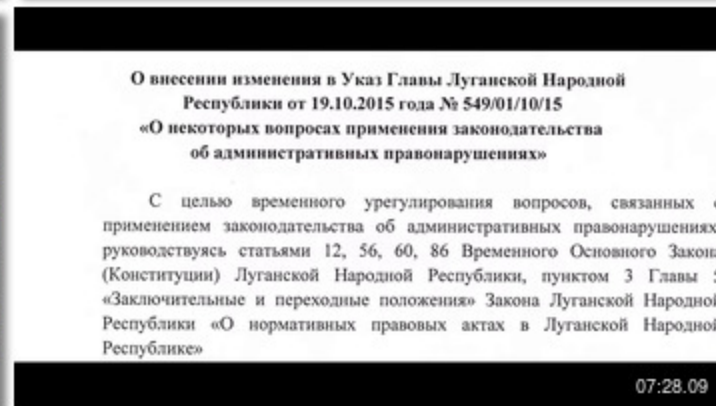 О внесении изменения в Указ Главы Луганской Народной
Республики от 19.10.2015 года № 549/01/10/15
«О некоторых вопросах применения законодательства
об административных правонарушениях»
С целью временного урегулирования вопросов, связанных
применением законодательства об административных правонарушениях
руководствуясь статьями 12, 56, 60, 86 Временного Основного Закона
(Конституции) Луганской Народной Республики, пунктом 3 Главы
«Заключительные и переходные положения» Закона Луганской Народной
Республики «О нормативных правовых актах в Луганской Народной
Республике»
07:28.09